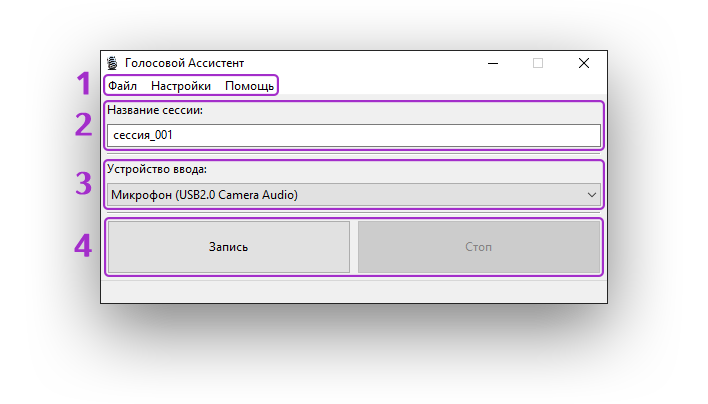 Голосовой Ассистент
1 Файл Настройки Помощь
2 Название сессии:
сессия_001
3 Устройство ввода:
Микрофон (USB2.0 Camera Audio)
4 Запись Стоп